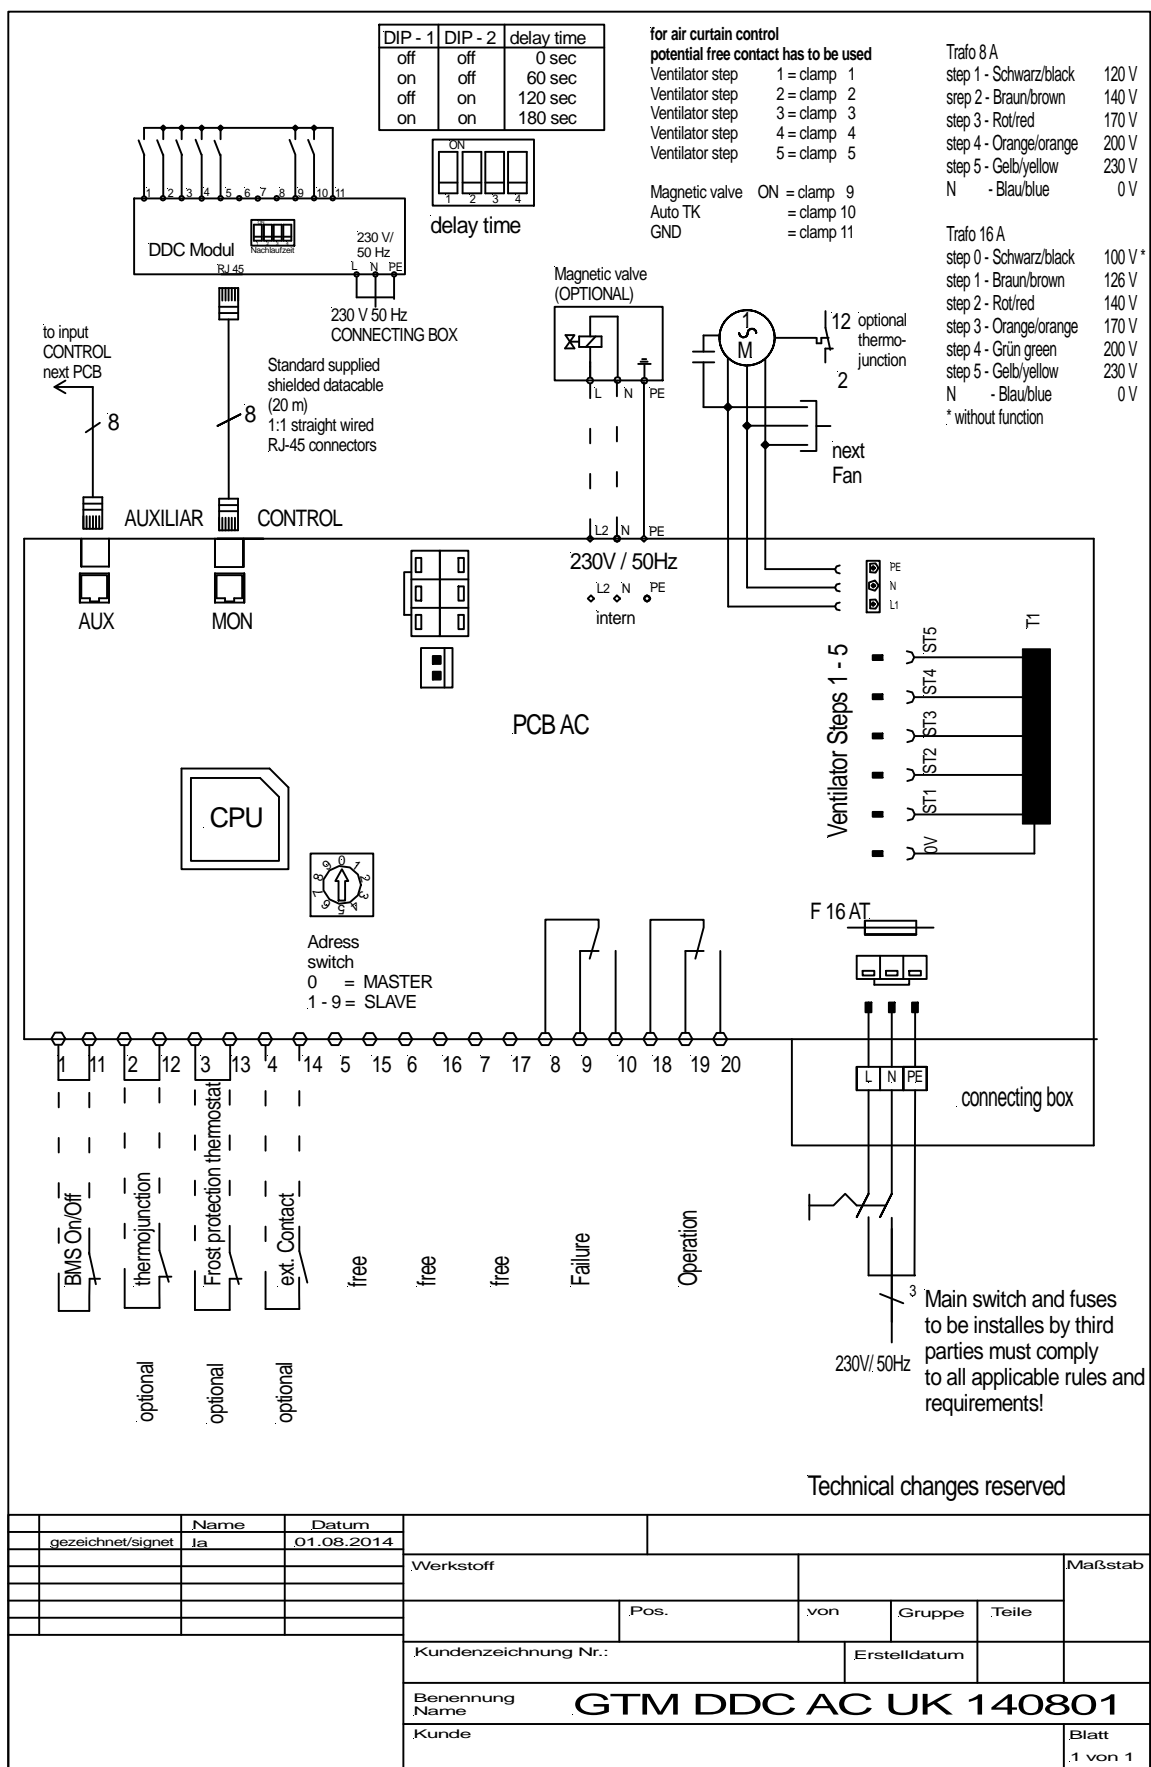 DIP - 1 DIP - 2 delay time
off off 0 sec
on off 60 sec
off on 120 sec
on on 180 sec
ON
1 2 3 4
delay time
for air curtain control
potential free contact has to be used
Ventilator step 1 = clamp 1
Ventilator step 2 = clamp 2
Ventilator step 3 = clamp 3
Ventilator step 4 = clamp 4
Ventilator step 5 = clamp 5
Magnetic valve ON = clamp 9
Auto TK = clamp 10
GND = clamp 11
Trafo 8 A
step 1 - Schwarz/black 120 V
srep 2 - Braun/brown 140 V
step 3 - Rot/red 170 V
step 4 - Orange/orange 200 V
step 5 - Gelb/yellow 230 V
N - Blau/blue 0 V
Trafo 16 A
step 0 - Schwarz/black 100 V *
step 1 - Braun/brown 126 V
step 2 - Rot/red 140 V
step 3 - Orange/orange 170 V
step 4 - Grün green 200 V
step 5 - Gelb/yellow 230 V
N - Blau/blue 0 V
* without function
1 2 3 4 5 6 7 8 9 10 11
DDC Modul
Nachlaufzeit
230 V/
50 Hz
RJ 45
L N PE
230 V 50 Hz
CONNECTING BOX
to input
CONTROL
next PCB
8
8
Standard supplied
shielded datacable
(20 m)
1:1 straight wired
RJ-45 connectors
Magnetic valve
(OPTIONAL)
L N PE
1
M
12 optional
thermo-
junction
2
next
Fan
AUXILIAR CONTROL
L2 N PE
230V / 50Hz
L2 N PE
intern
AUX MON
PE
N
L1
T1
Ventilator Steps 1 - 5
ST5
ST4
ST3
ST2
ST1
0V
PCB AC
CPU
0 1 2 3 4 5 6 7 8 9
Adress
switch
0 = MASTER
1 - 9 = SLAVE
F 16 AT
1 11 2 12 3 13 4 14 5 15 6 16 7 17 8 9 10 18 19 20
L N PE
connecting box
BMS On/Off
thermojunction
Frost protection thermostat
ext. Contact
free
free
free
Failure
Operation
optional
optional
optional
3
230V/ 50Hz
Main switch and fuses
to be installes by third
parties must comply
to all applicable rules and
requirements!
Technical changes reserved
Name Datum
gezeichnet/signet Ja 01.08.2014
Werkstoff Maßstab
Pos. von Gruppe Teile
Kundenzeichnung Nr.: Erstelldatum
Benennung
Name
GTM DDC AC UK 140801
Kunde Blatt
1 von 1